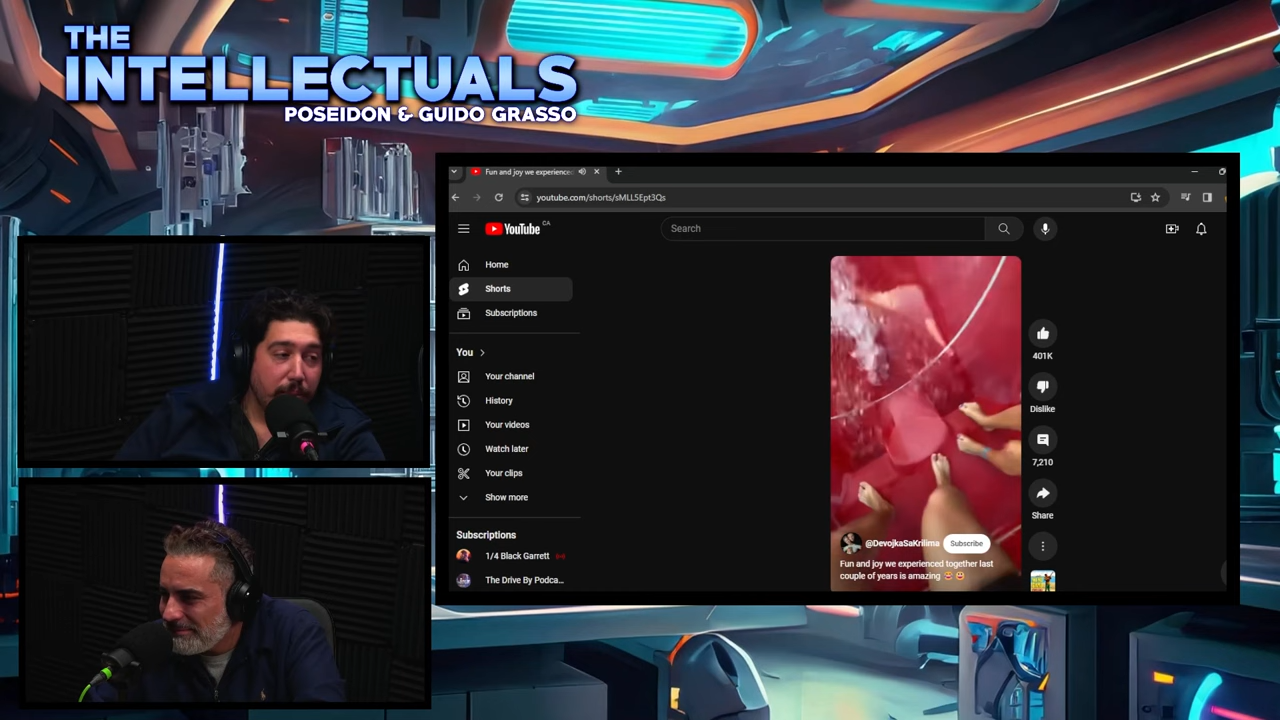 THE
INTELLECTUALS
POSEIDON & GUIDO GRASSO
Fun and joy we experienced
youtube.com/shorts/sMLL5Ept3Qs
YouTube CA
Search
Home
Shorts
Subscriptions
You
Your channel
History
Your videos
Watch later
Your clips
Show more
Subscriptions
1/4 Black Garrett
The Drive By Podca...
401K
Dislike
7,210
Share
@DevojkaSaKrilima Subscribe
Fun and joy we experienced together last
couple of years is amazing